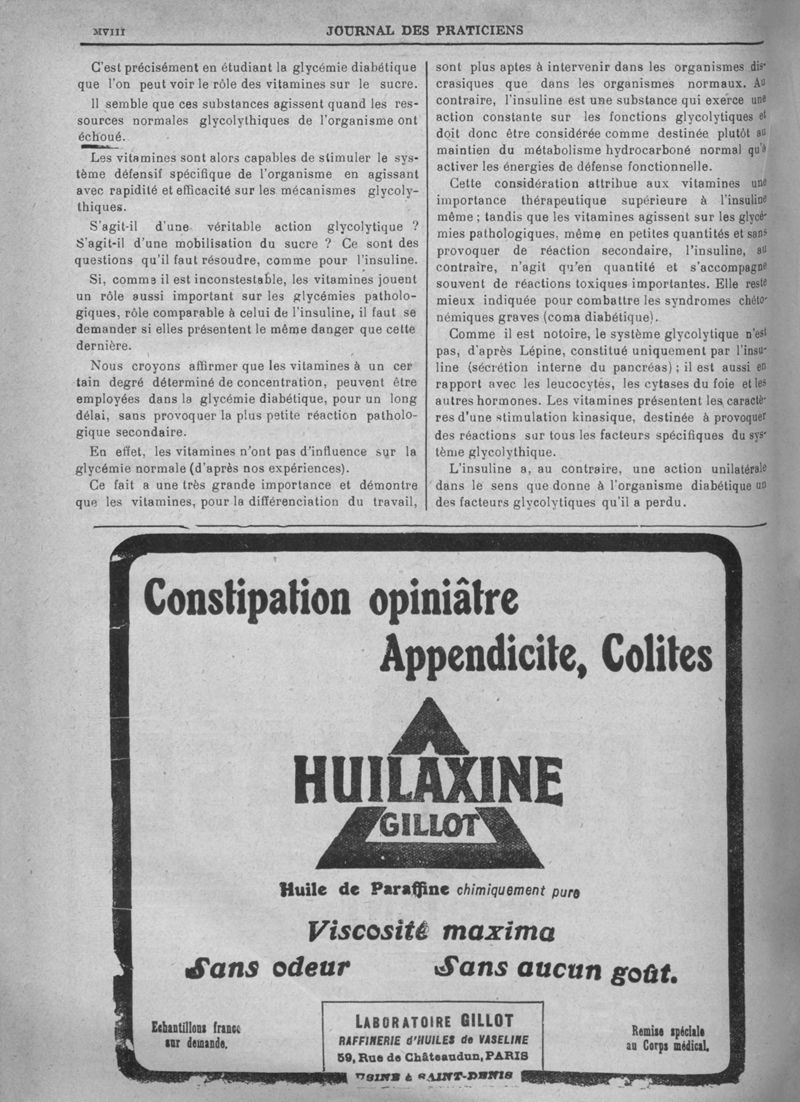 MVIII
JOURNAL DES PRATICIENS
C'est précisément en étudiant la glycémie diabétique
que l'on peut voir le rôle des vitamines sur le sucre.
Il semble que ces substances agissent quand les res-
sources normales glycolythiques de l'organisme ont
échoué.
Les vitamines sont alors capables de stimuler le sys-
tème défensif spécifique de l'organisme en agissant
avec rapidité et efficacité sur les mécanismes glycoly-
thiques.
S'agit-il d'une véritable action glycolytique ?
S'agit-il d'une mobilisation du sucre ? Ce sont des
questions qu'il faut résoudre, comme pour l'insuline.
Si, comme il est inconstestable, les vitamines jouent
un rôle aussi important sur les glycémies patholo-
giques, rôle comparable à celui de l'insuline, il faut se
demander si elles présentent le même danger que cette
dernière.
Nous croyons affirmer que les vitamines à un cer
tain degré déterminé de concentration, peuvent être
employées dans la glycémie diabétique, pour un long
délai, sans provoquer la plus petite réaction patholo-
gique secondaire.
En effet, les vitamines n'ont pas d'influence sur la
glycémie normale (d'après nos expériences).
Ce fait a une très grande importance et démontre
que les vitamines, pour la différenciation du travail,
sont plus aptes à intervenir dans les organismes dis-
crasiques que dans les organismes normaux. Au
contraire, l'insuline est une substance qui exerce une
action constante sur les fonctions glycolytiques et
doit donc être considérée comme destinée plutôt au
maintien du métabolisme hydrocarboné normal qu'à
activer les énergies de défense fonctionnelle.
Cette considération attribue aux vitamines une
importance thérapeutique supérieure à l'insuline
même ; tandis que les vitamines agissent sur les glycé-
mies pathologiques, même en petites quantités et sans
provoquer de réaction secondaire, l'insuline, au
contraire, n'agit qu'en quantité et s'accompagne
souvent de réactions toxiques importantes. Elle reste
mieux indiquée pour combattre les syndromes chéto-
némiques graves (coma diabétique).
Comme il est notoire, le système glycolytique n'est
pas, d'après Lépine, constitué uniquement par l'insu-
line (sécrétion interne du pancréas) ; il est aussi en
rapport avec les leucocytes, les cytases du foie et les
autres hormones. Les vitamines présentent les caractè-
res d'une stimulation kinasique, destinée à provoquer
des réactions sur tous les facteurs spécifiques du sys-
tème glycolythique.
L'insuline a, au contraire, une action unilatérale
dans le sens que donne à l'organisme diabétique un
des facteurs glycolytiques qu'il a perdu.
Constipation opiniâtre
Appendicite, Colites
HUILAXINE
GILLOT
Huile de Paraffine chimiquement pure
Viscosité maxima
Sans odeur Sans aucun goût.
Echantillons franco
sur demande.
LABORATOIRE GILLOT
RAFFINERIE d'HUILES de VASELINE
59, Rue de Châteaudun, PARIS
USINE à SAINT-DENIS
Remise spéciale
au Corps médical.